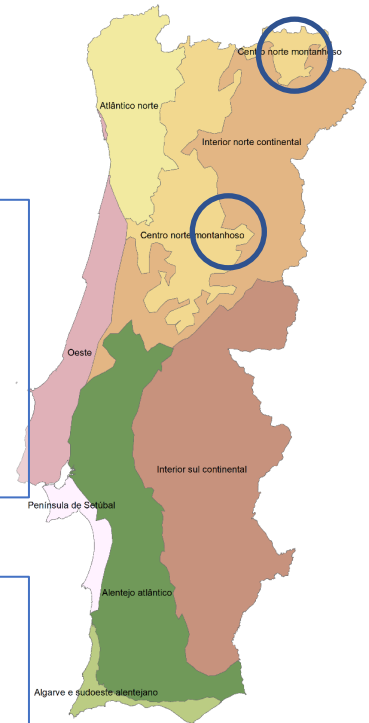 Centro norte montanhoso
Atlântico norte
Interior norte continental
Centro norte montanhoso
Oeste
Interior sul continental
Península de Setúbal
Alentejo atlântico
Algarve e sudoeste alentejano